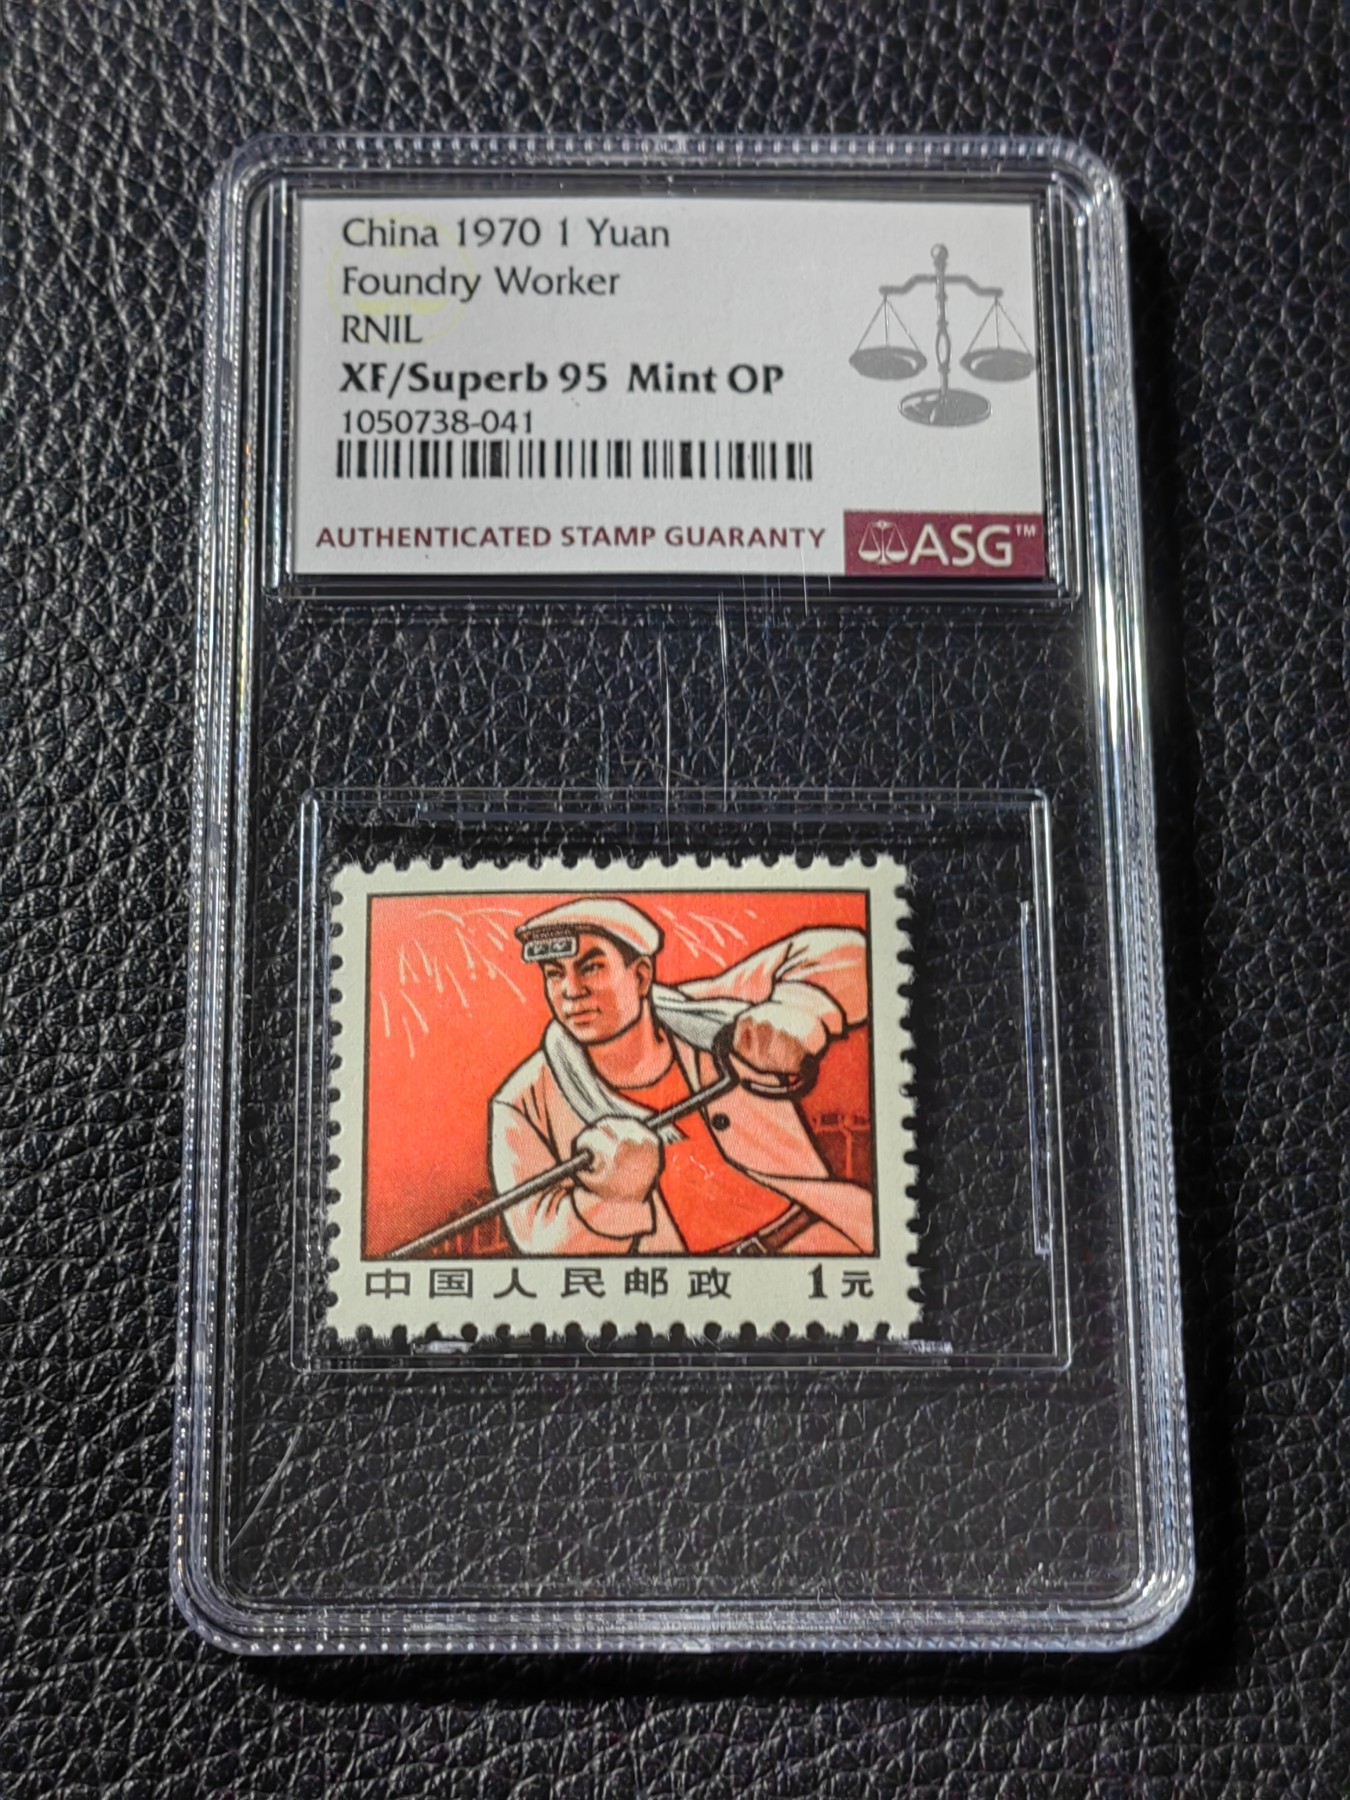 China 1970 1 Yuan
Foundry Worker
RNIL
XF/Superb 95 Mint OP
1050738-041
AUTHENTICATED STAMP GUARANTY
ASG™
中国人民邮政 1元